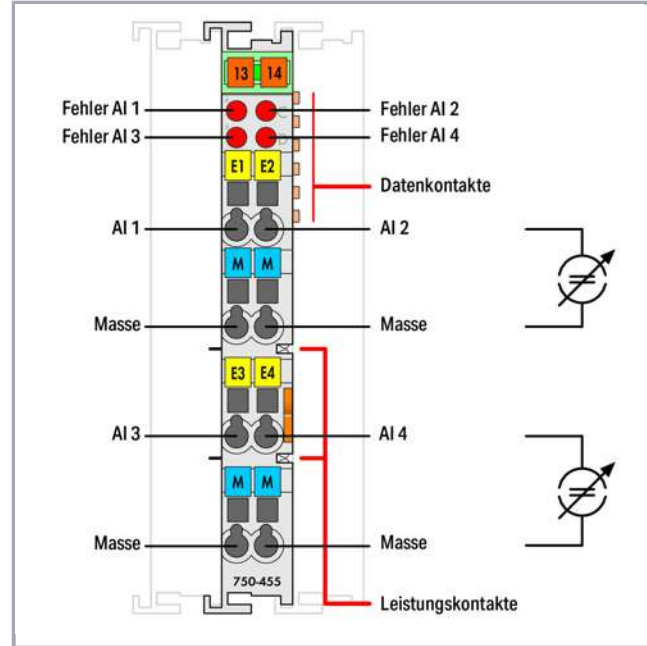 13 14
Fehler AI 1 Fehler AI 2
Fehler AI 3 Fehler AI 4
E1 E2
Datenkontakte
AI 1 AI 2
M M
Masse Masse
E3 E4
AI 3 AI 4
M M
Masse Masse
750-455
Leistungskontakte